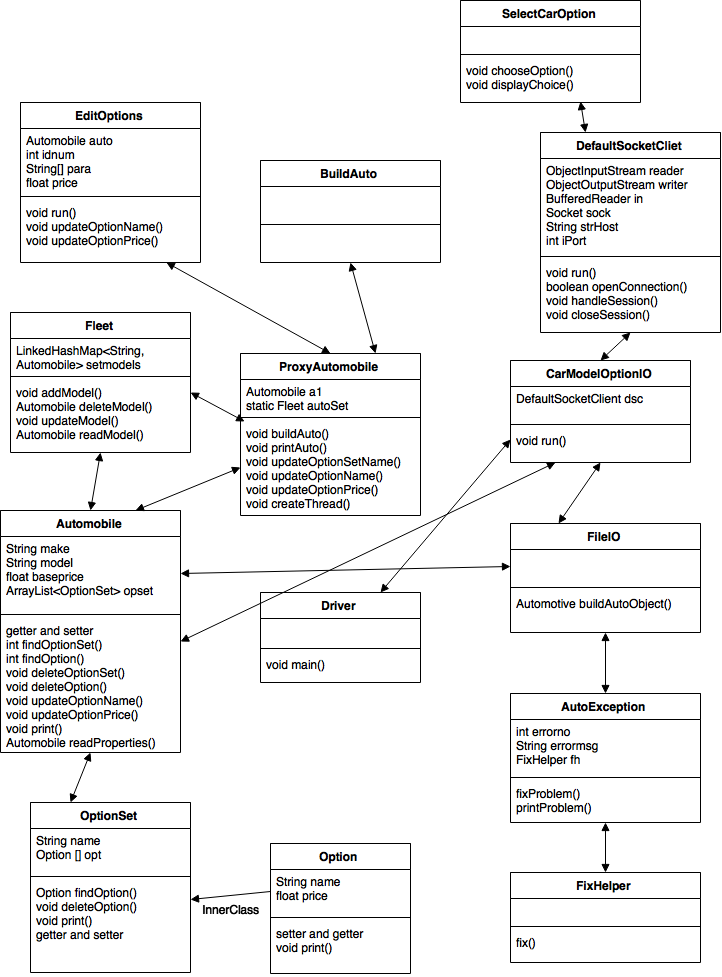 SelectCarOption
void chooseOption()
void displayChoice()
EditOptions
Automobile auto
int idnum
String[] para
float price
void run()
void updateOptionName()
void updateOptionPrice()
BuildAuto
DefaultSocketCliet
ObjectInputStream reader
ObjectOutputStream writer
BufferedReader in
Socket sock
String strHost
int iPort
void run()
boolean openConnection()
void handleSession()
void closeSession()
Fleet
LinkedHashMap<String,
Automobile> setmodels
void addModel()
Automobile deleteModel()
void updateModel()
Automobile readModel()
ProxyAutomobile
Automobile a1
static Fleet autoSet
void buildAuto()
void printAuto()
void updateOptionSetName()
void updateOptionName()
void updateOptionPrice()
void createThread()
CarModelOptionIO
DefaultSocketClient dsc
void run()
Automobile
String make
String model
float baseprice
ArrayList<OptionSet> opset
getter and setter
int findOptionSet()
int findOption()
void deleteOptionSet()
void deleteOption()
void updateOptionName()
void updateOptionPrice()
void print()
Automobile readProperties()
Driver
void main()
FileIO
Automotive buildAutoObject()
AutoException
int errorno
String errormsg
FixHelper fh
fixProblem()
printProblem()
OptionSet
String name
Option [] opt
Option findOption()
void deleteOption()
void print()
getter and setter
InnerClass
Option
String name
float price
setter and getter
void print()
FixHelper
fix()